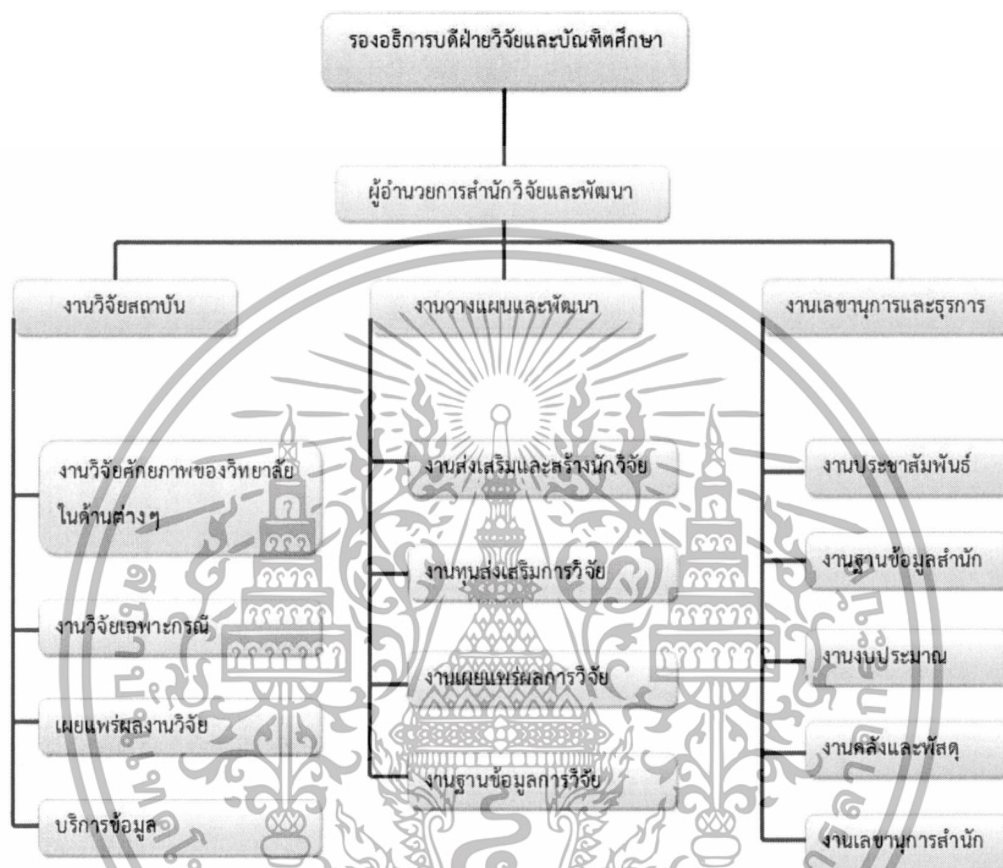 รองอธิการบดีฝ่ายวิจัยและบัณฑิตศึกษา
ผู้อำนวยการสำนักวิจัยและพัฒนา
งานวิจัยสถาบัน
งานวิจัยศักยภาพของวิทยาลัย
ในด้านต่างๆ
งานวิจัยเฉพาะกรณี
เผยแพร่ผลงานวิจัย
บริการข้อมูล
งานวางแผนและพัฒนา
งานส่งเสริมและสร้างนักวิจัย
งานทุนส่งเสริมการวิจัย
งานเผยแพร่ผลการวิจัย
งานฐานข้อมูลการวิจัย
งานเลขานุการและธุรการ
งานประชาสัมพันธ์
งานฐานข้อมูลสำนัก
งานงบประมาณ
งานคลังและพัสดุ
งานเลขานุการสำนัก